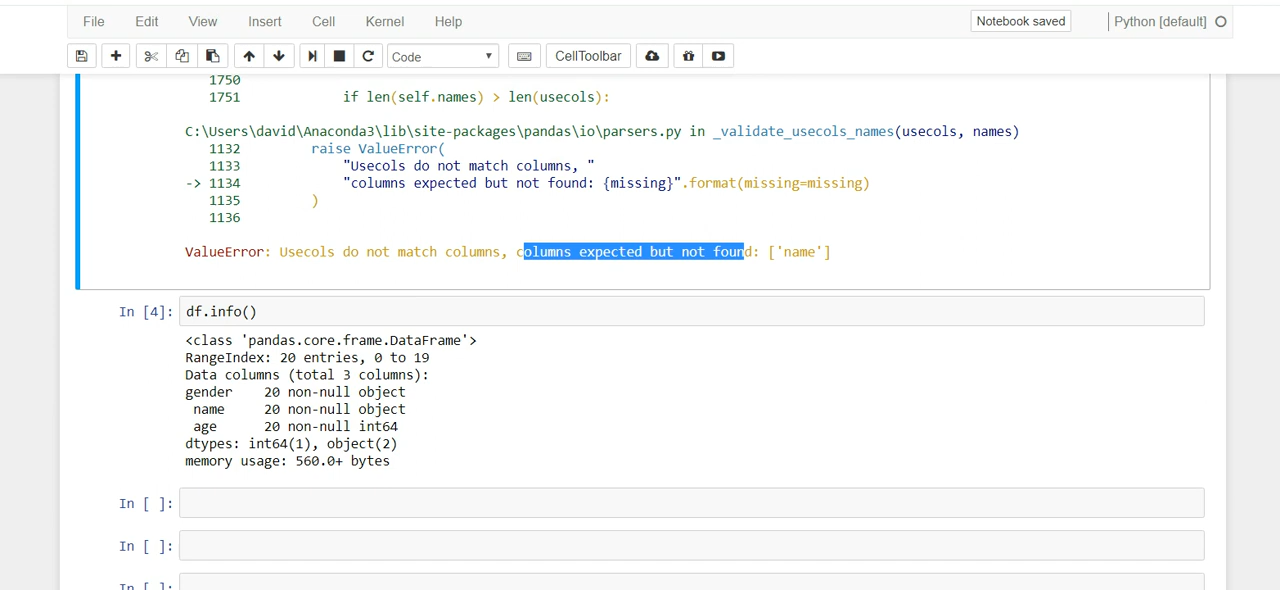 File Edit View Insert Cell Kernel Help Notebook saved Python [default]
Code CellToolbar
1750
1751 if len(self.names) > len(usecols):
C:\Users\david\Anaconda3\lib\site-packages\pandas\io\parsers.py in _validate_usecols_names(usecols, names)
1132 raise ValueError(
1133 "Usecols do not match columns, "
-> 1134 "columns expected but not found: {missing}".format(missing=missing)
1135 )
1136
ValueError: Usecols do not match columns, columns expected but not found: ['name']
In [4]: df.info()
<class 'pandas.core.frame.DataFrame'>
RangeIndex: 20 entries, 0 to 19
Data columns (total 3 columns):
gender 20 non-null object
name 20 non-null object
age 20 non-null int64
dtypes: int64(1), object(2)
memory usage: 560.0+ bytes
In [ ]:
In [ ]:
In [ ]: